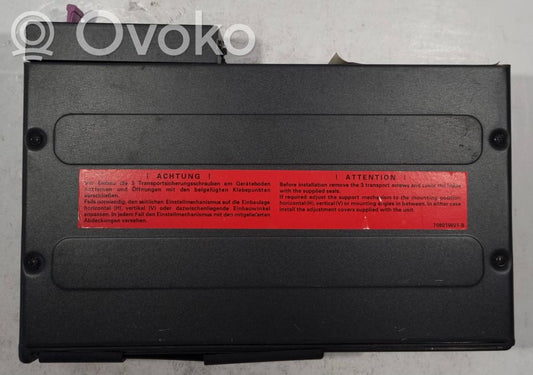 Ovoko
! ACHTUNG !
Vor Einbau die 3 Transportsicherungsschrauben am Geräteboden
entfernen und Öffnungen mit den beigefügten Klebepunkten
verschließen.
Falls notwendig, den seitlichen Einstellmechanismus auf die Einbaulage
horizontal (H), vertikal (V) oder dazwischenliegende Einbauwinkel
anpassen. In jedem Fall den Einstellmechanismus mit den mitgelieferten
Abdeckungen versehen.
! ATTENTION !
Before installation remove the 3 transport screws and cover the holes
with the supplied seals.
If required adjust the support mechanism to the mounting position
horizontal (H), vertical (V) or mounting angles in between. In either case
install the adjustment covers supplied with the unit.